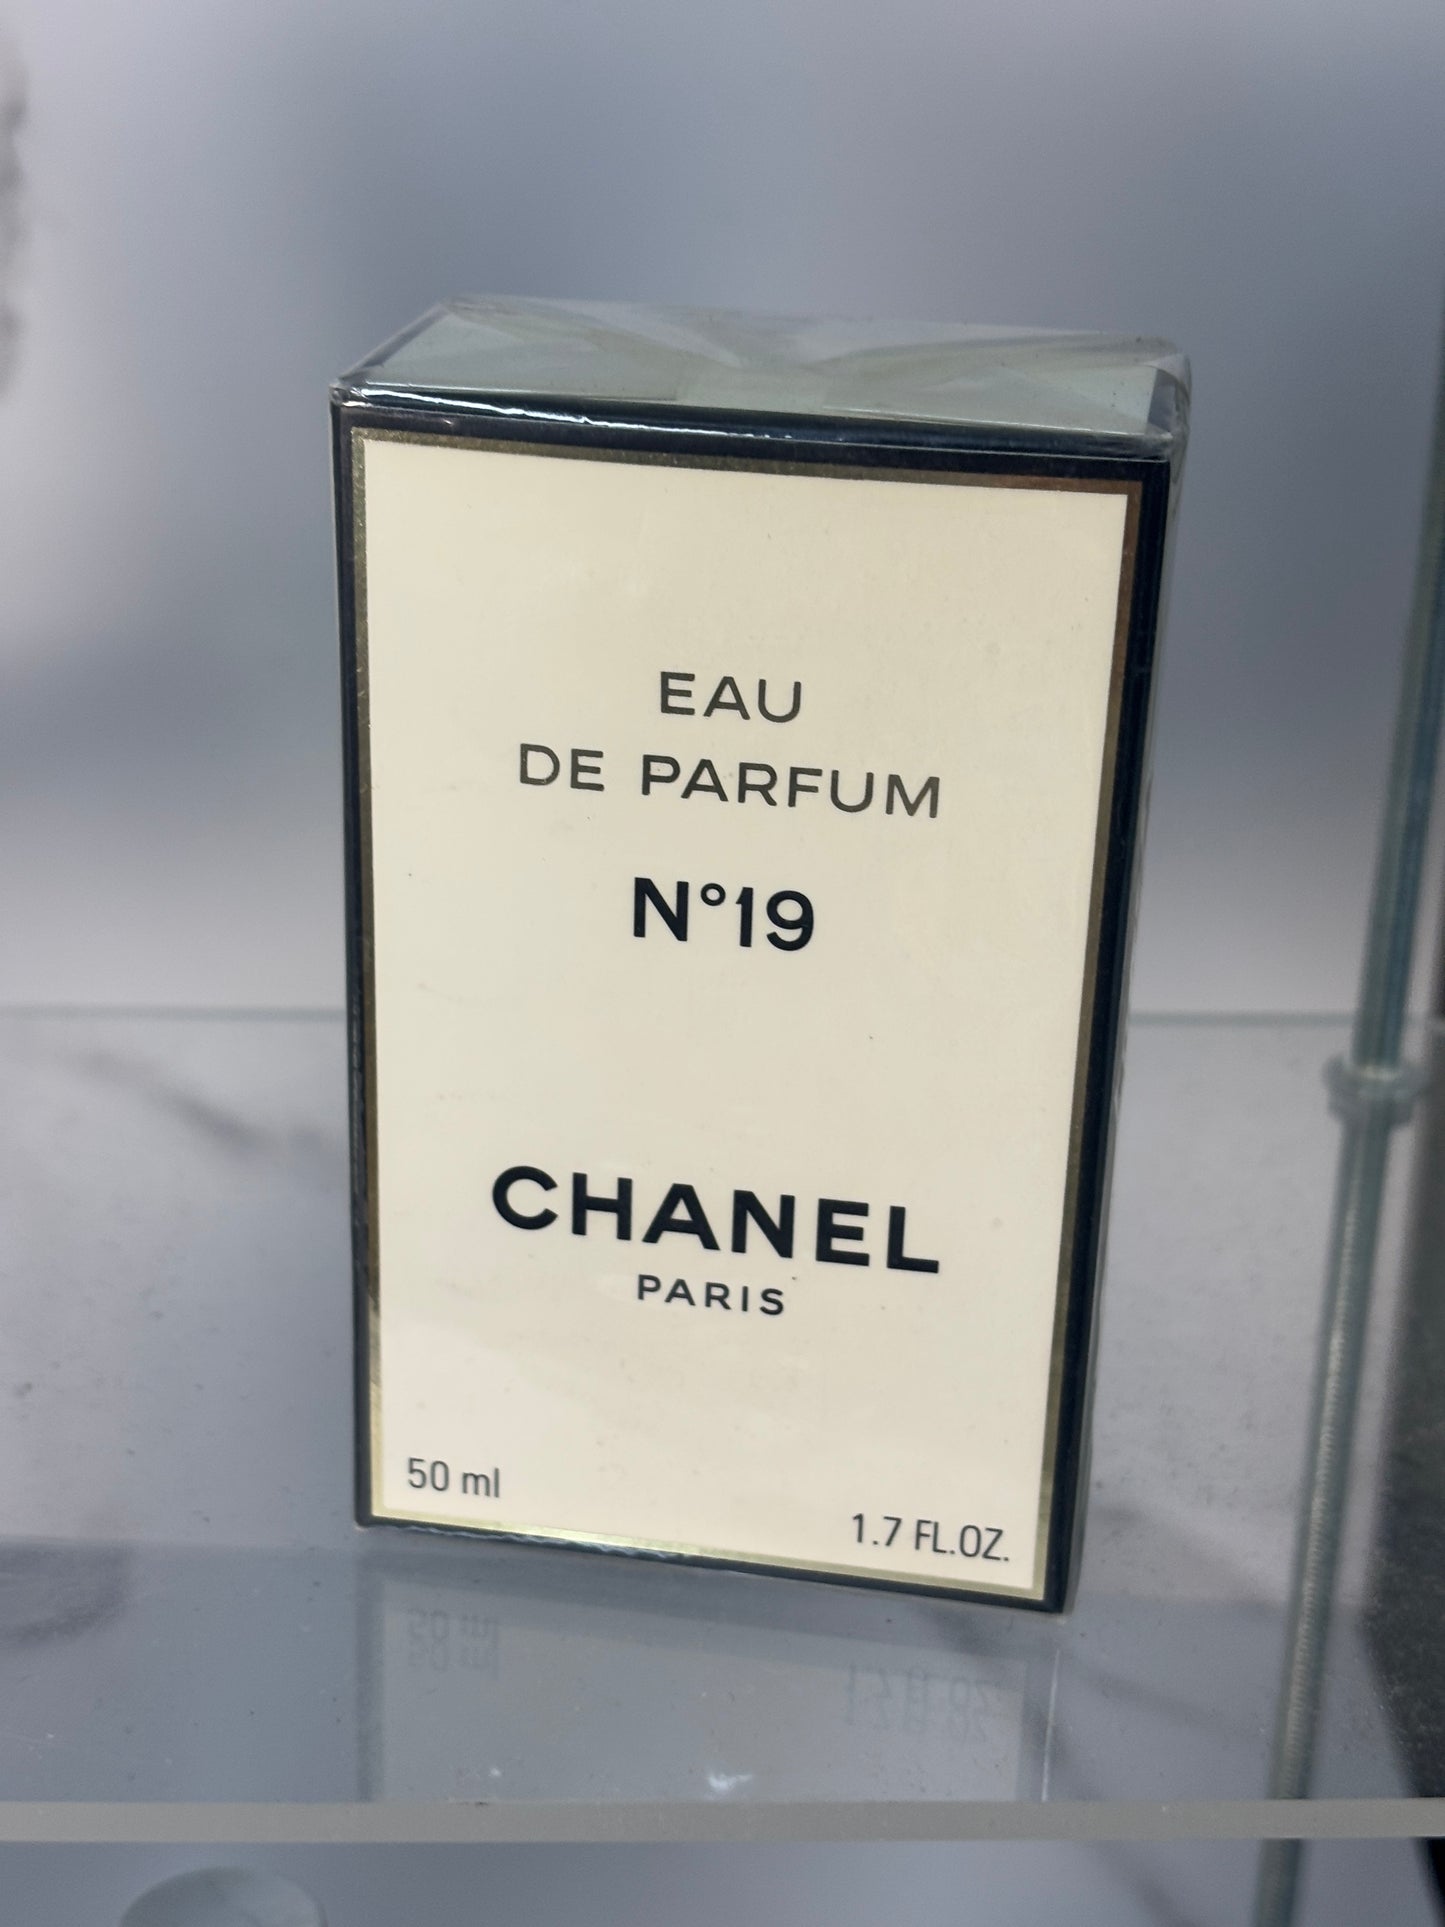 EAU
DE PARFUM
N°19
CHANEL
PARIS
50 ml
1.7 FL.OZ.